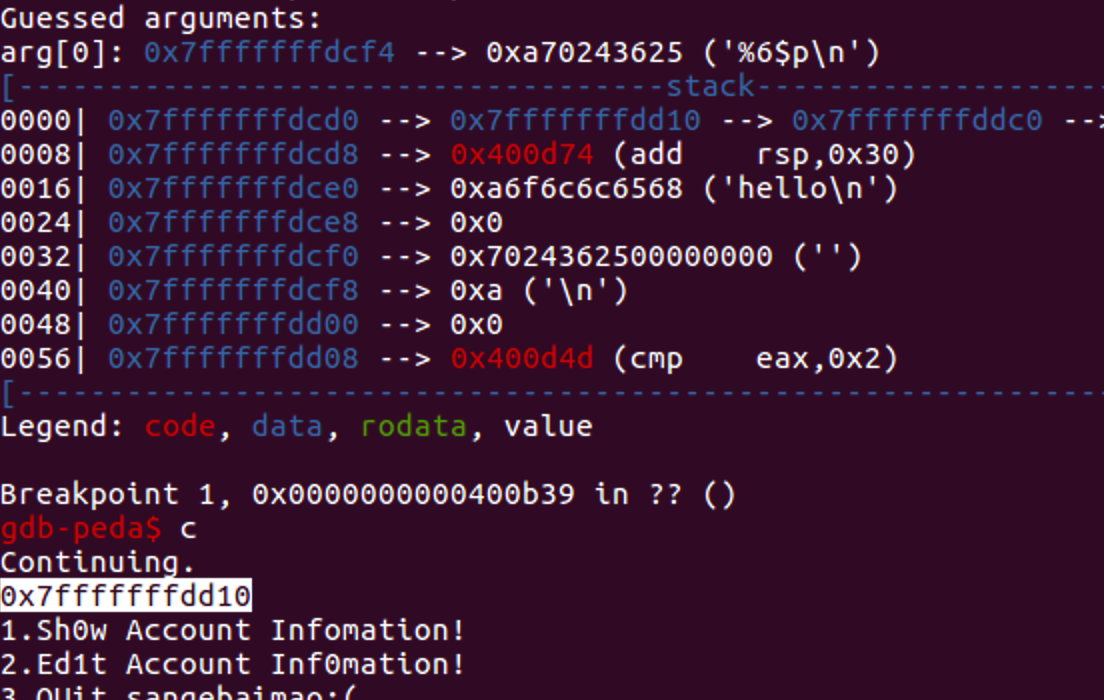 Guessed arguments:
arg[0]: 0x7fffffffdcf4 --> 0xa70243625 ('%6$p\n')
[------------------------------------stack-------------------
0000| 0x7fffffffdcd0 --> 0x7fffffffdd10 --> 0x7fffffffddc0 -->
0008| 0x7fffffffdcd8 --> 0x400d74 (add    rsp,0x30)
0016| 0x7fffffffdce0 --> 0xa6f6c6c6568 ('hello\n')
0024| 0x7fffffffdce8 --> 0x0
0032| 0x7fffffffdcf0 --> 0x7024362500000000 ('')
0040| 0x7fffffffdcf8 --> 0xa ('\n')
0048| 0x7fffffffdd00 --> 0x0
0056| 0x7fffffffdd08 --> 0x400d4d (cmp    eax,0x2)
[------------------------------------------------------------
Legend: code, data, rodata, value
Breakpoint 1, 0x0000000000400b39 in ?? ()
gdb-peda$ c
Continuing.
0x7fffffffdd10
1.Sh0w Account Infomation!
2.Ed1t Account Inf0mation!
3.QUit sangebaimao:(